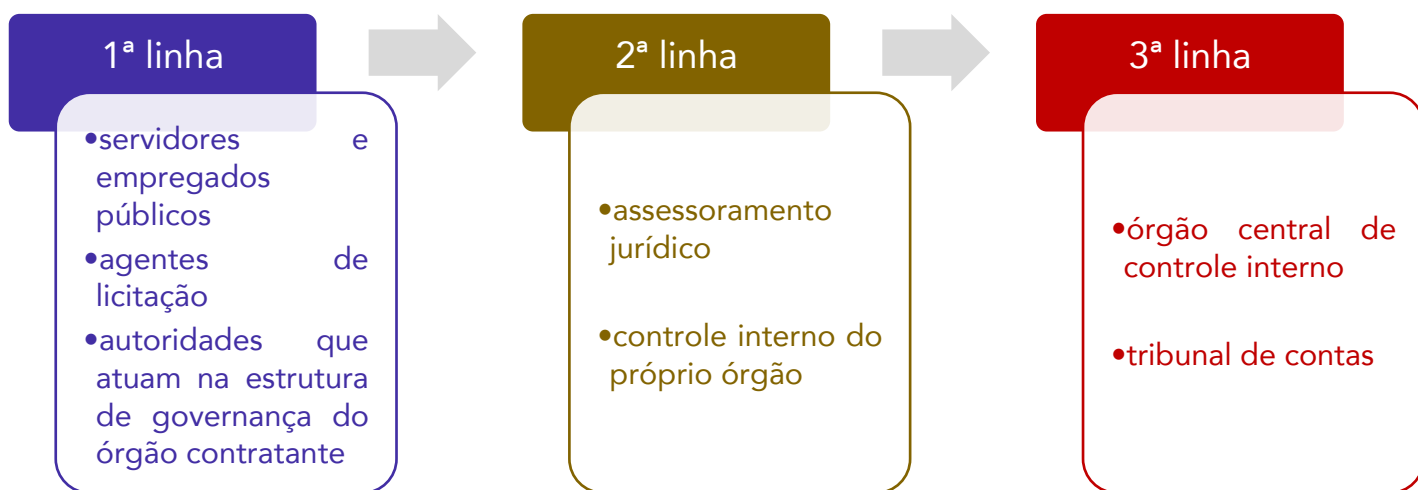 1ª linha
•servidores e
empregados
públicos
•agentes de
licitação
•autoridades que
atuam na estrutura
de governança do
órgão contratante
2ª linha
•assessoramento
jurídico
•controle interno do
próprio órgão
3ª linha
•órgão central de
controle interno
•tribunal de contas